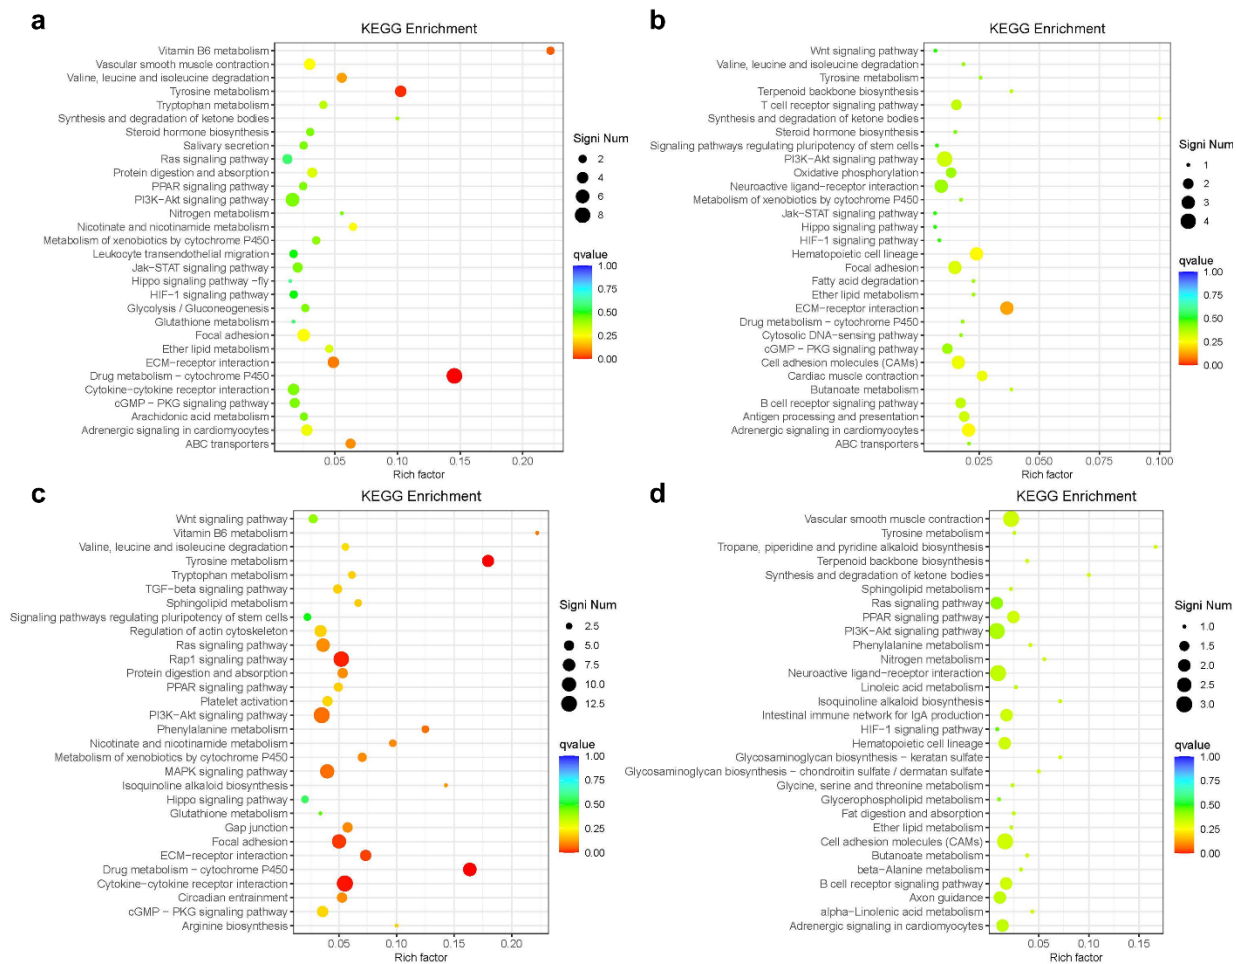 a
KEGG Enrichment
Vitamin B6 metabolism
Vascular smooth muscle contraction
Valine, leucine and isoleucine degradation
Tyrosine metabolism
Tryptophan metabolism
Synthesis and degradation of ketone bodies
Steroid hormone biosynthesis
Salivary secretion
Ras signaling pathway
Protein digestion and absorption
PPAR signaling pathway
PI3K−Akt signaling pathway
Nitrogen metabolism
Nicotinate and nicotinamide metabolism
Metabolism of xenobiotics by cytochrome P450
Leukocyte transendothelial migration
Jak−STAT signaling pathway
Hippo signaling pathway −fly
HIF−1 signaling pathway
Glycolysis / Gluconeogenesis
Glutathione metabolism
Focal adhesion
Ether lipid metabolism
ECM−receptor interaction
Drug metabolism − cytochrome P450
Cytokine−cytokine receptor interaction
cGMP − PKG signaling pathway
Arachidonic acid metabolism
Adrenergic signaling in cardiomyocytes
ABC transporters
0.05 0.10 0.15 0.20
Rich factor
Signi Num
2
4
6
8
qvalue
1.00
0.75
0.50
0.25
0.00
b
KEGG Enrichment
Wnt signaling pathway
Valine, leucine and isoleucine degradation
Tyrosine metabolism
Terpenoid backbone biosynthesis
T cell receptor signaling pathway
Synthesis and degradation of ketone bodies
Steroid hormone biosynthesis
Signaling pathways regulating pluripotency of stem cells
PI3K−Akt signaling pathway
Oxidative phosphorylation
Neuroactive ligand−receptor interaction
Metabolism of xenobiotics by cytochrome P450
Jak−STAT signaling pathway
Hippo signaling pathway
HIF−1 signaling pathway
Hematopoietic cell lineage
Focal adhesion
Fatty acid degradation
Ether lipid metabolism
ECM−receptor interaction
Drug metabolism − cytochrome P450
Cytosolic DNA−sensing pathway
cGMP − PKG signaling pathway
Cell adhesion molecules (CAMs)
Cardiac muscle contraction
Butanoate metabolism
B cell receptor signaling pathway
Antigen processing and presentation
Adrenergic signaling in cardiomyocytes
ABC transporters
0.025 0.050 0.075 0.100
Rich factor
Signi Num
1
2
3
4
qvalue
1.00
0.75
0.50
0.25
0.00
c
KEGG Enrichment
Wnt signaling pathway
Vitamin B6 metabolism
Valine, leucine and isoleucine degradation
Tyrosine metabolism
Tryptophan metabolism
TGF−beta signaling pathway
Sphingolipid metabolism
Signaling pathways regulating pluripotency of stem cells
Regulation of actin cytoskeleton
Ras signaling pathway
Rap1 signaling pathway
Protein digestion and absorption
PPAR signaling pathway
Platelet activation
PI3K−Akt signaling pathway
Phenylalanine metabolism
Nicotinate and nicotinamide metabolism
Metabolism of xenobiotics by cytochrome P450
MAPK signaling pathway
Isoquinoline alkaloid biosynthesis
Hippo signaling pathway
Glutathione metabolism
Gap junction
Focal adhesion
ECM−receptor interaction
Drug metabolism − cytochrome P450
Cytokine−cytokine receptor interaction
Circadian entrainment
cGMP − PKG signaling pathway
Arginine biosynthesis
0.05 0.10 0.15 0.20
Rich factor
Signi Num
2.5
5.0
7.5
10.0
12.5
qvalue
1.00
0.75
0.50
0.25
0.00
d
KEGG Enrichment
Vascular smooth muscle contraction
Tyrosine metabolism
Tropane, piperidine and pyridine alkaloid biosynthesis
Terpenoid backbone biosynthesis
Synthesis and degradation of ketone bodies
Sphingolipid metabolism
Ras signaling pathway
PPAR signaling pathway
PI3K−Akt signaling pathway
Phenylalanine metabolism
Nitrogen metabolism
Neuroactive ligand−receptor interaction
Linoleic acid metabolism
Isoquinoline alkaloid biosynthesis
Intestinal immune network for IgA production
HIF−1 signaling pathway
Hematopoietic cell lineage
Glycosaminoglycan biosynthesis − keratan sulfate
Glycosaminoglycan biosynthesis − chondroitin sulfate / dermatan sulfate
Glycine, serine and threonine metabolism
Glycerophospholipid metabolism
Fat digestion and absorption
Ether lipid metabolism
Cell adhesion molecules (CAMs)
Butanoate metabolism
beta−Alanine metabolism
B cell receptor signaling pathway
Axon guidance
alpha−Linolenic acid metabolism
Adrenergic signaling in cardiomyocytes
0.05 0.10 0.15
Rich factor
Signi Num
1.0
1.5
2.0
2.5
3.0
qvalue
1.00
0.75
0.50
0.25
0.00